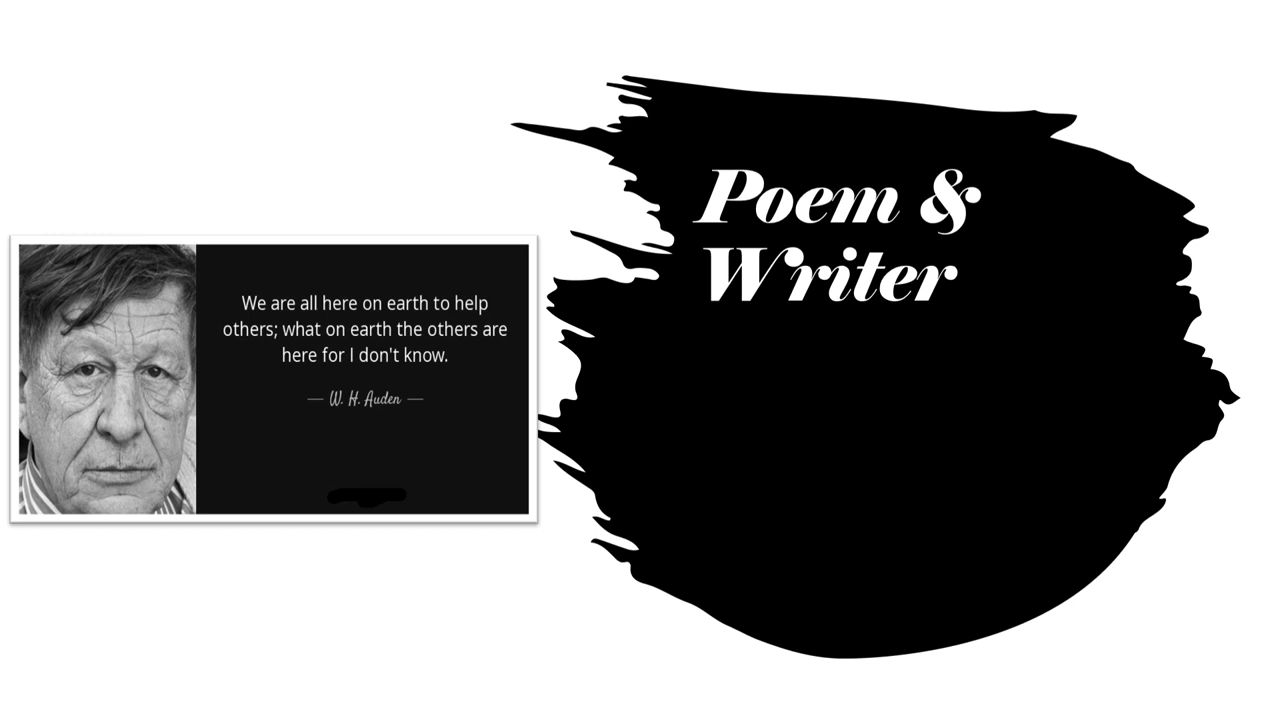 We are all here on earth to help
others; what on earth the others are
here for I don't know.
— W. H. Auden —
Poem &
Writer